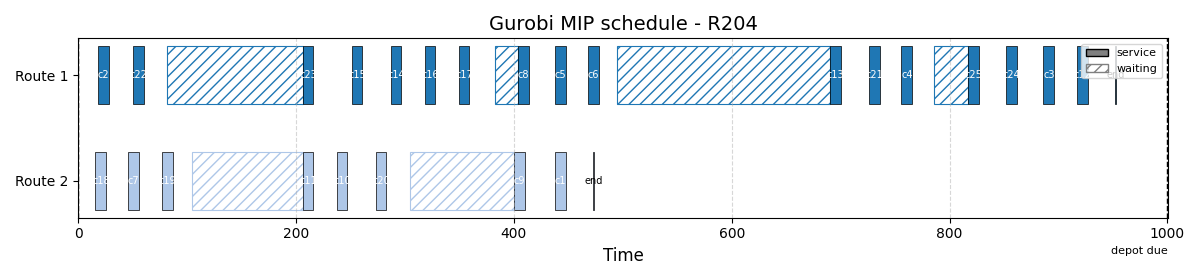 Gurobi MIP schedule - R204
Route 1
c2
c22
c23
c15
c14
c16
c17
c8
c5
c6
c13
c21
c4
c25
c24
c3
service
waiting
Route 2
c18
c7
c19
c11
c10
c20
c9
c1
end
0
200
400
600
800
1000
Time
depot due